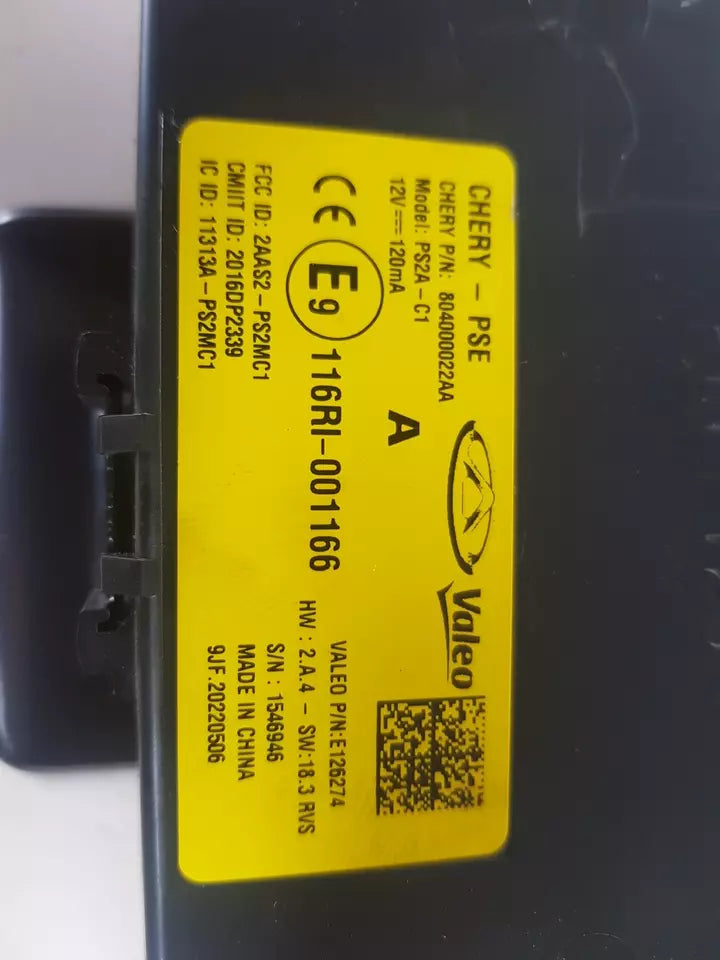 CHERY - PSE
CHERY P/N: 804000022AA
Model: PS2A-C1
12V⎓120mA
A
Valeo
CE E9 116RI-001166
FCC ID: 2AAS2-PS2MC1
CMIIT ID: 2016DP2339
IC ID: 11313A-PS2MC1
VALEO P/N:E126274
HW : 2.A.4 - SW:18.3 RVS
S/N : 1546946
MADE IN CHINA
9JF.20220506